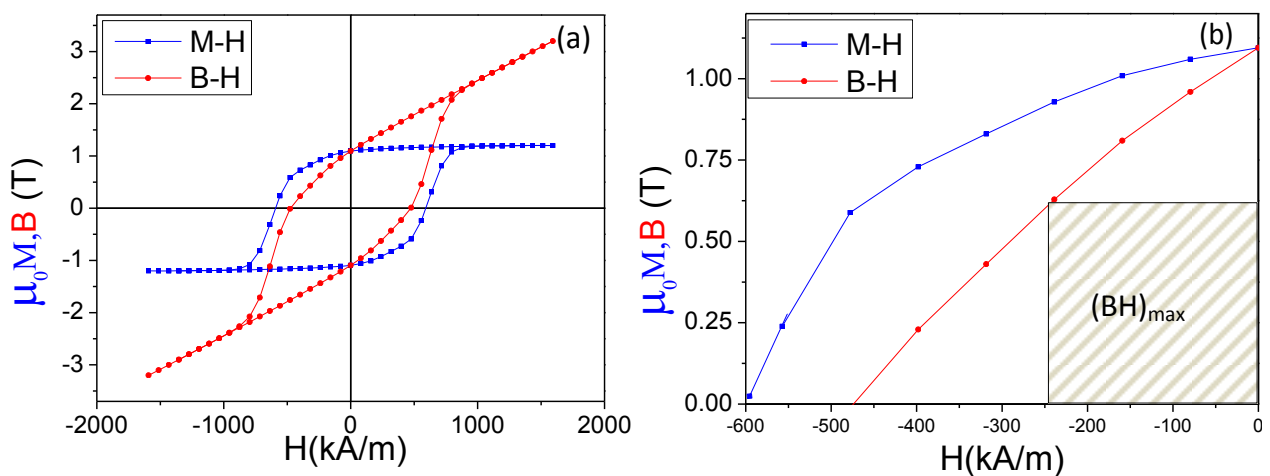 (a)
M-H
B-H
3
2
1
0
-1
-2
-3
-2000 -1000 0 1000 2000
H(kA/m)
μ₀M,B (T)
(b)
M-H
B-H
1.00
0.75
0.50
0.25
0.00
-600 -500 -400 -300 -200 -100 0
H(kA/m)
μ₀M,B (T)
(BH)max